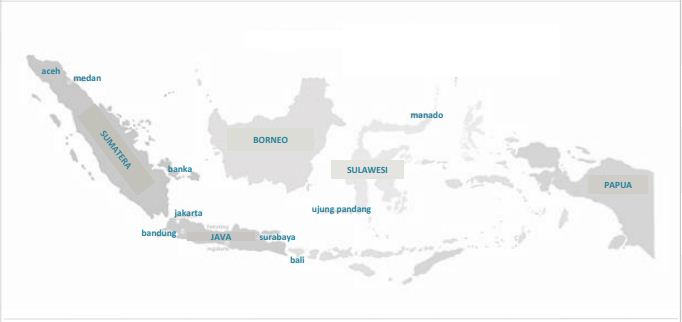 aceh
medan
manado
BORNEO
SUMATERA
banka
SULAWESI
PAPUA
ujung pandang
jakarta
bandung
JAVA
surabaya
bali